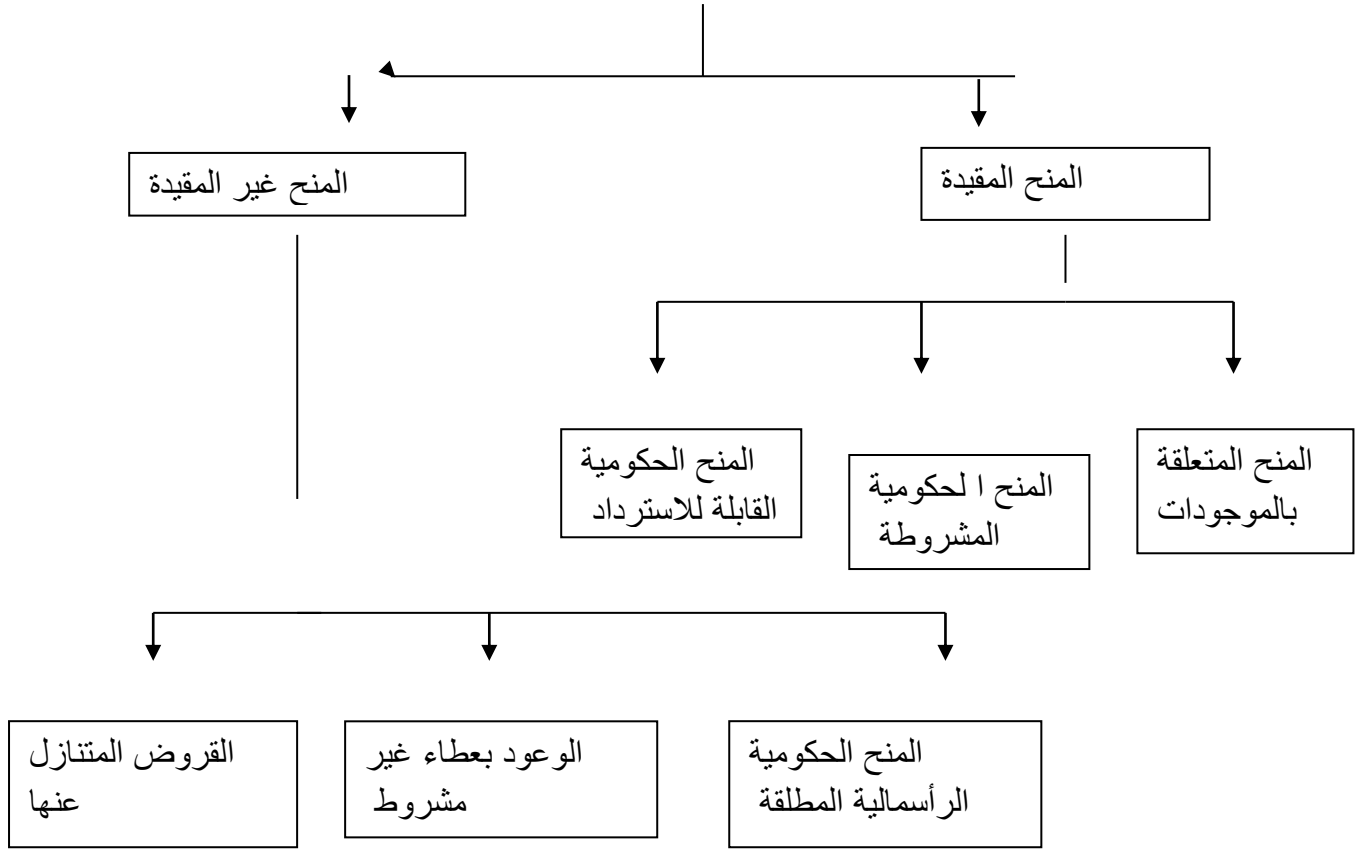 المنح المقيدة
المنح غير المقيدة
المنح المتعلقة
بالموجودات
المنح ا لحكومية
المشروطة
المنح الحكومية
القابلة للاسترداد
المنح الحكومية
الرأسمالية المطلقة
الوعود بعطاء غير
مشروط
القروض المتنازل
عنها